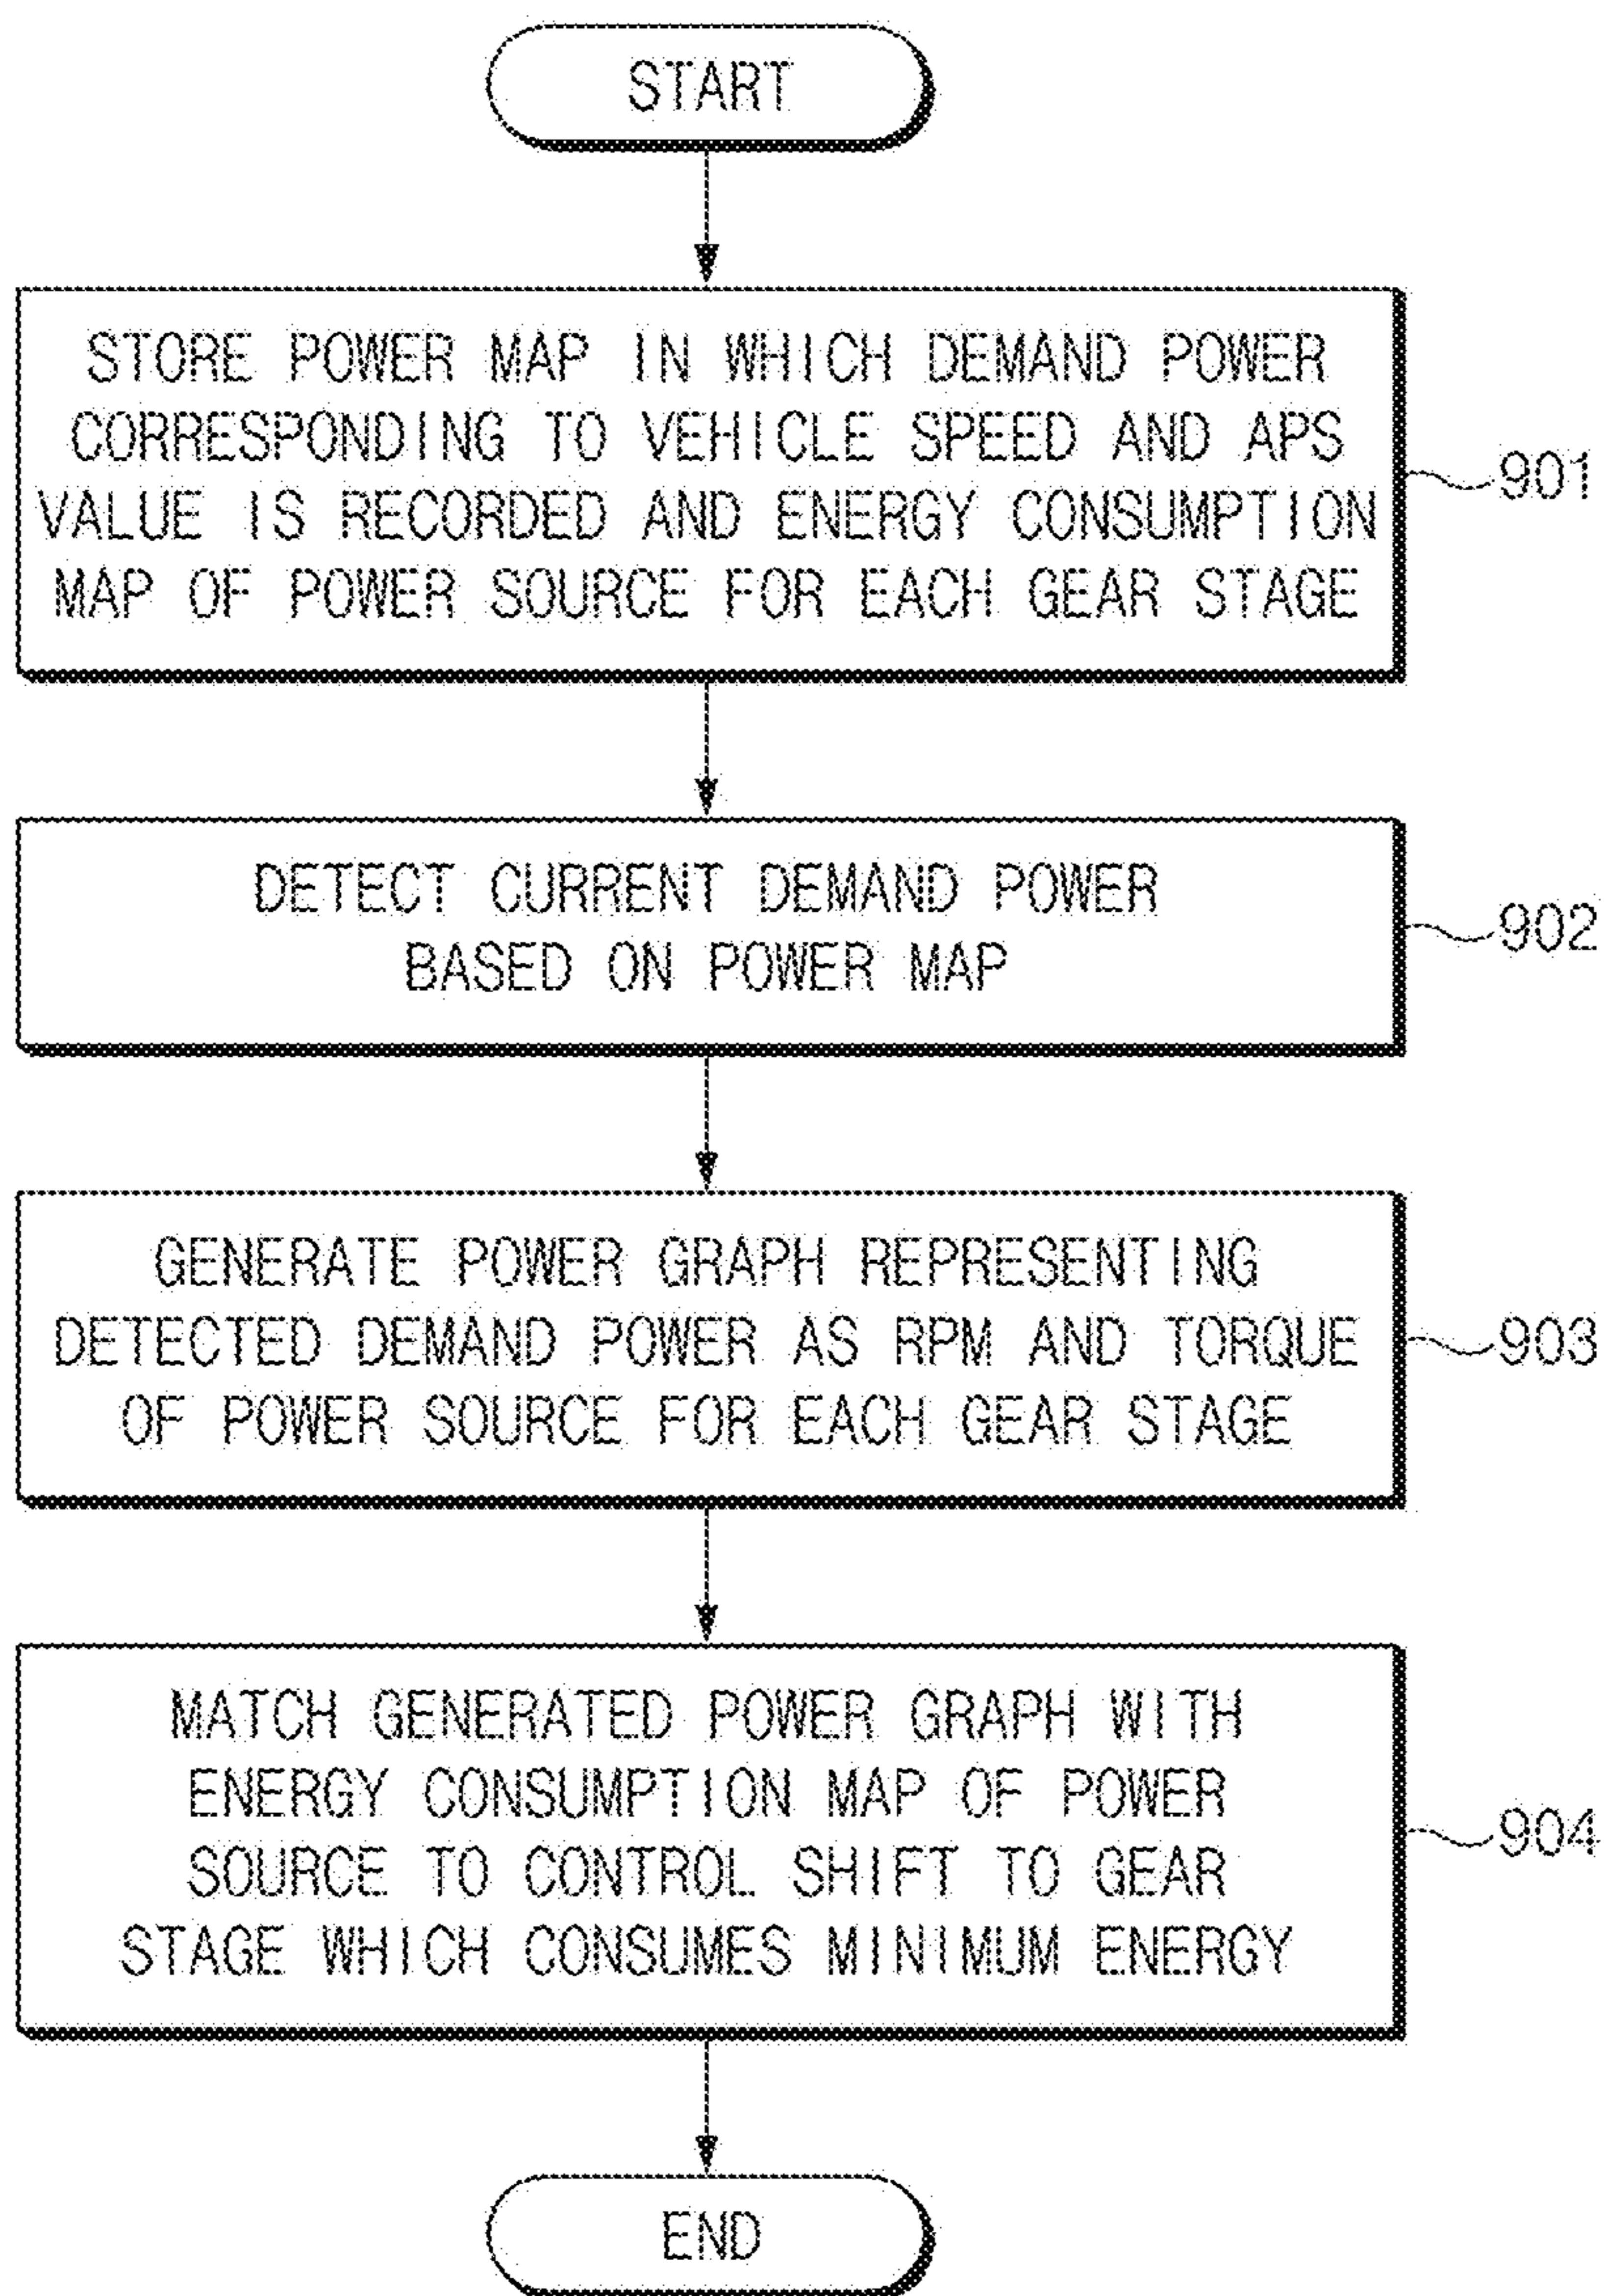 START
STORE POWER MAP IN WHICH DEMAND POWER
CORRESPONDING TO VEHICLE SPEED AND APS
VALUE IS RECORDED AND ENERGY CONSUMPTION
MAP OF POWER SOURCE FOR EACH GEAR STAGE
901
DETECT CURRENT DEMAND POWER
BASED ON POWER MAP
902
GENERATE POWER GRAPH REPRESENTING
DETECTED DEMAND POWER AS RPM AND TORQUE
OF POWER SOURCE FOR EACH GEAR STAGE
903
MATCH GENERATED POWER GRAPH WITH
ENERGY CONSUMPTION MAP OF POWER
SOURCE TO CONTROL SHIFT TO GEAR
STAGE WHICH CONSUMES MINIMUM ENERGY
904
END